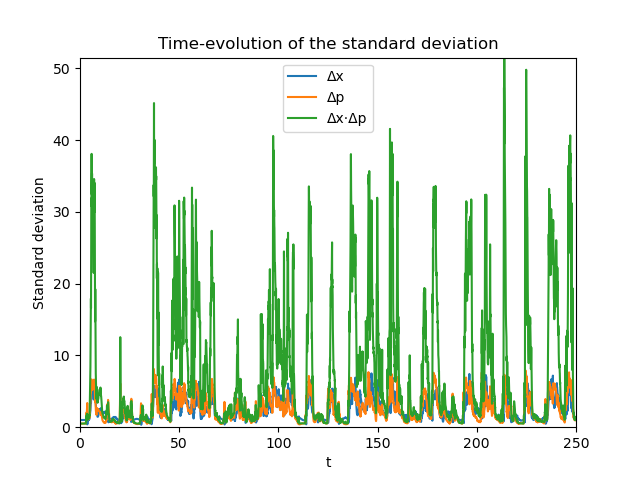 Time-evolution of the standard deviation
Δx
Δp
Δx·Δp
Standard deviation
50
40
30
20
10
0
0 50 100 150 200 250
t